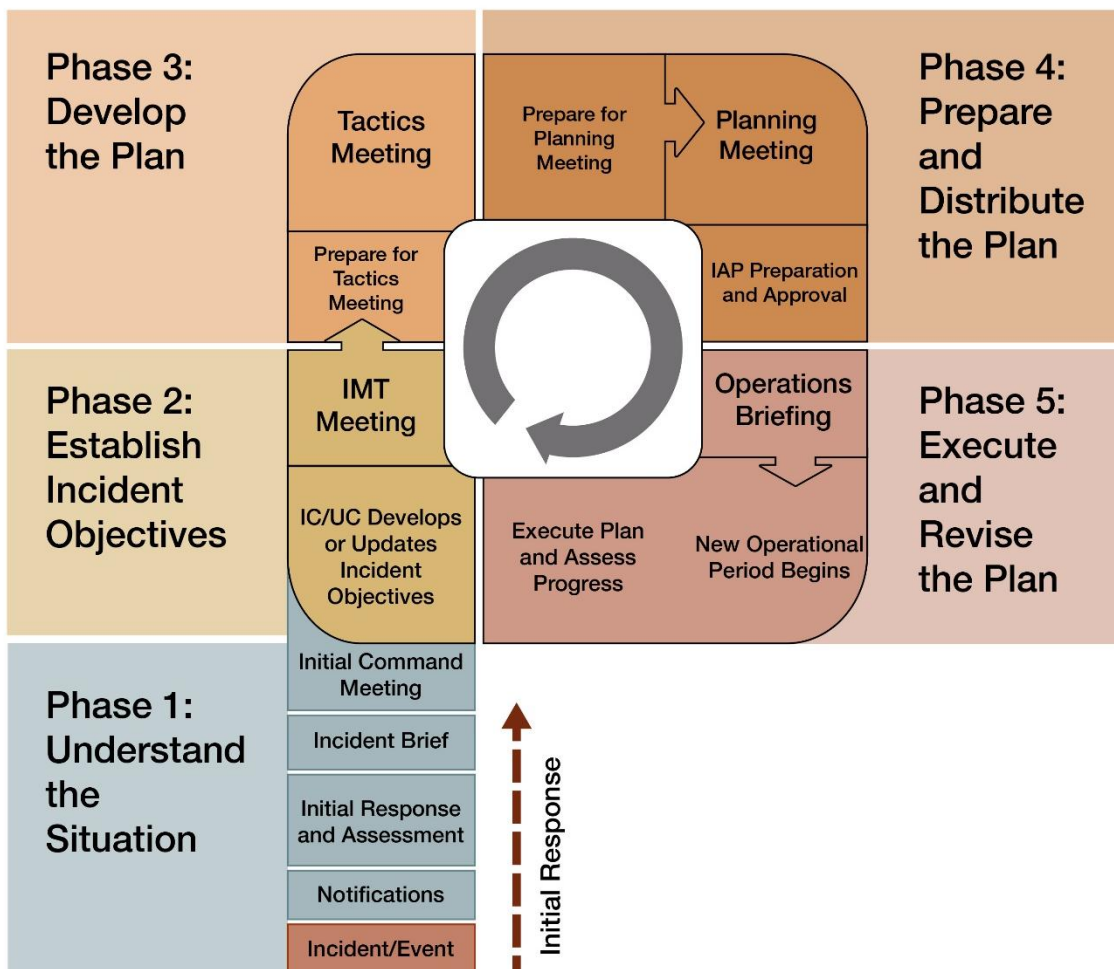 Phase 3:
Develop
the Plan
Tactics
Meeting
Prepare for
Tactics
Meeting
Prepare for
Planning
Meeting
Planning
Meeting
IAP Preparation
and Approval
Phase 4:
Prepare
and
Distribute
the Plan
Phase 2:
Establish
Incident
Objectives
IMT
Meeting
IC/UC Develops
or Updates
Incident
Objectives
Operations
Briefing
Execute Plan
and Assess
Progress
New Operational
Period Begins
Phase 5:
Execute
and
Revise
the Plan
Phase 1:
Understand
the
Situation
Initial Command
Meeting
Incident Brief
Initial Response
and Assessment
Notifications
Incident/Event
Initial Response